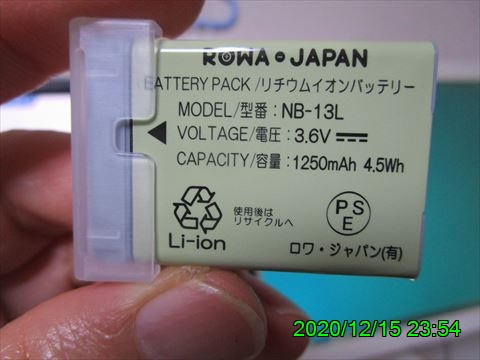 ROWA JAPAN
BATTERY PACK/リチウムイオンバッテリー
MODEL/型番: NB-13L
VOLTAGE/電圧: 3.6V
CAPACITY/容量: 1250mAh 4.5Wh
使用後は
リサイクルへ
Li-ion
PS
E
ロワ・ジャパン(有)
2020/12/15 23:54